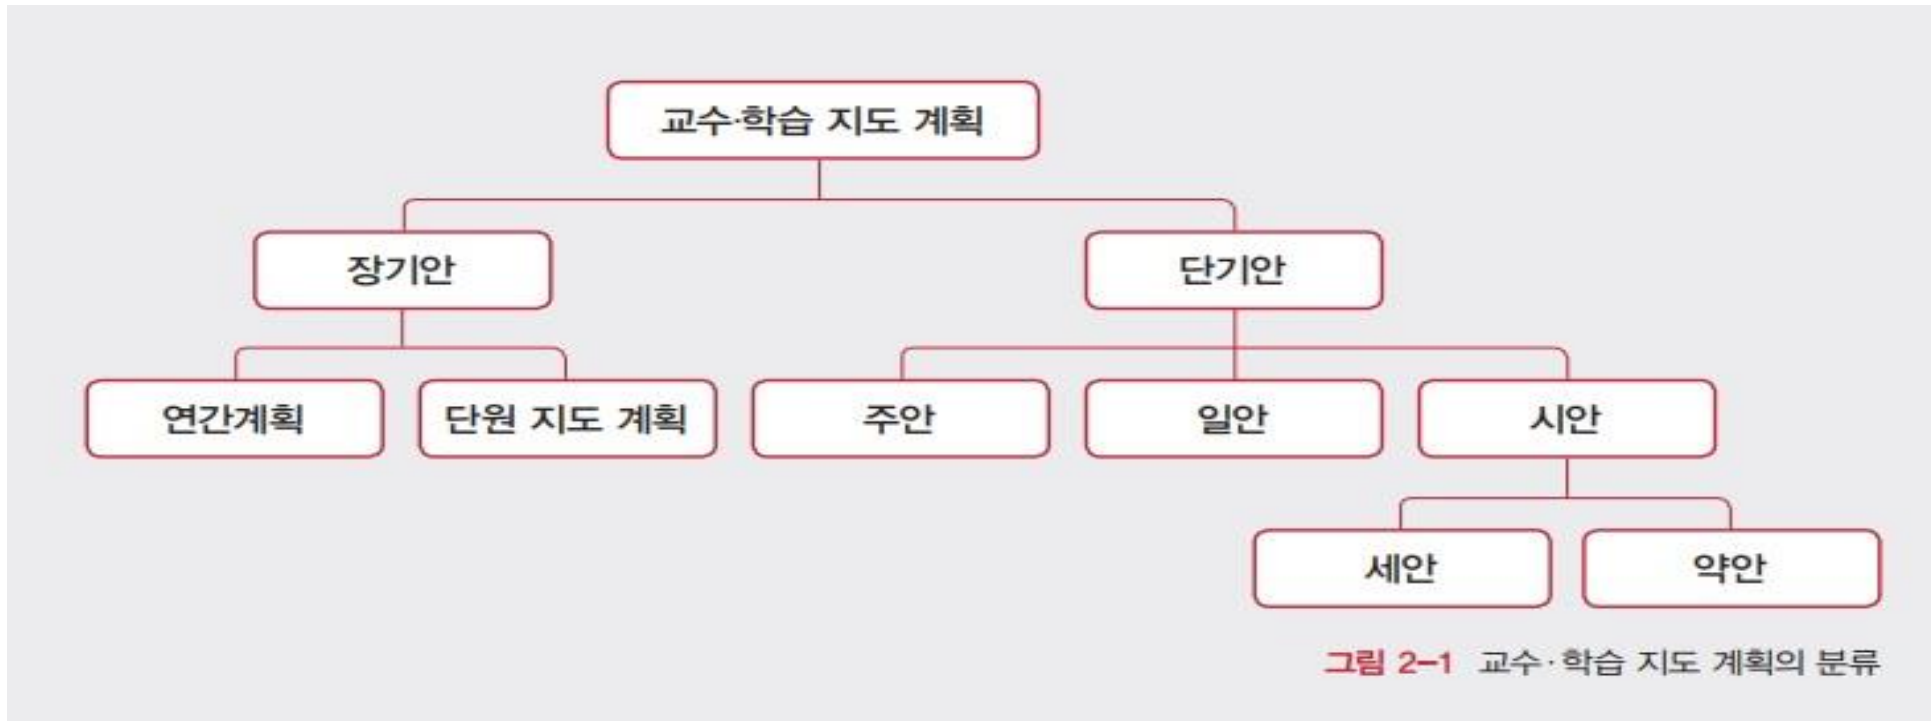 교수·학습 지도 계획
장기안
단기안
연간계획
단원 지도 계획
주안
일안
시안
세안
약안
그림 2-1 교수·학습 지도 계획의 분류